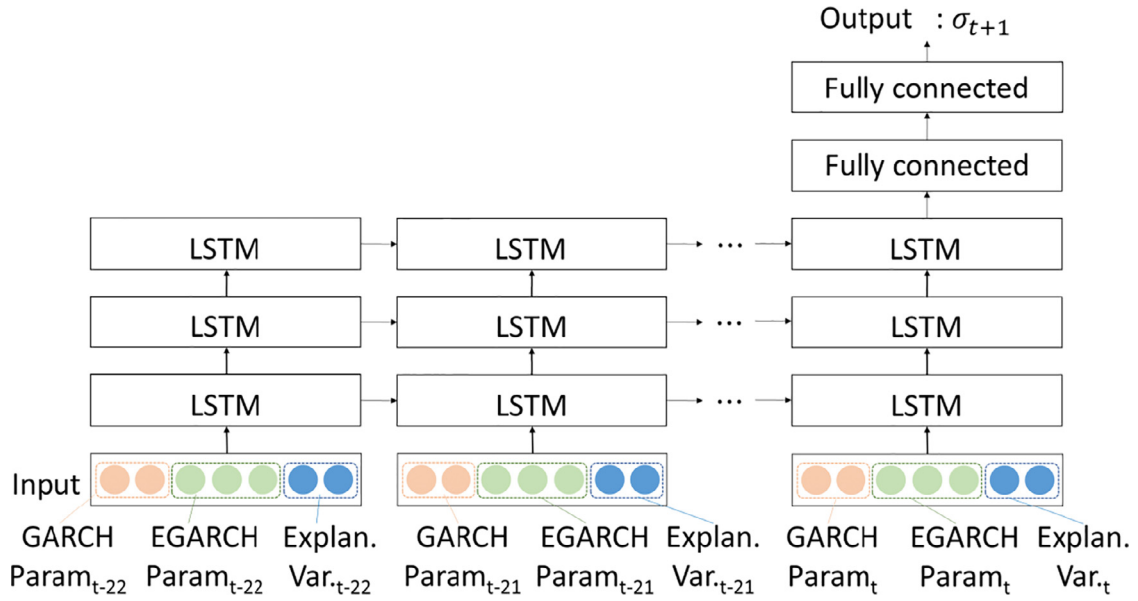 Output : σt+1
Fully connected
Fully connected
LSTM LSTM ... LSTM
LSTM LSTM ... LSTM
LSTM LSTM ... LSTM
Input
GARCH EGARCH Explan. GARCH EGARCH Explan. GARCH EGARCH Explan.
Paramt-22 Paramt-22 Var.t-22 Paramt-21 Paramt-21 Var.t-21 Paramt Paramt Var.t